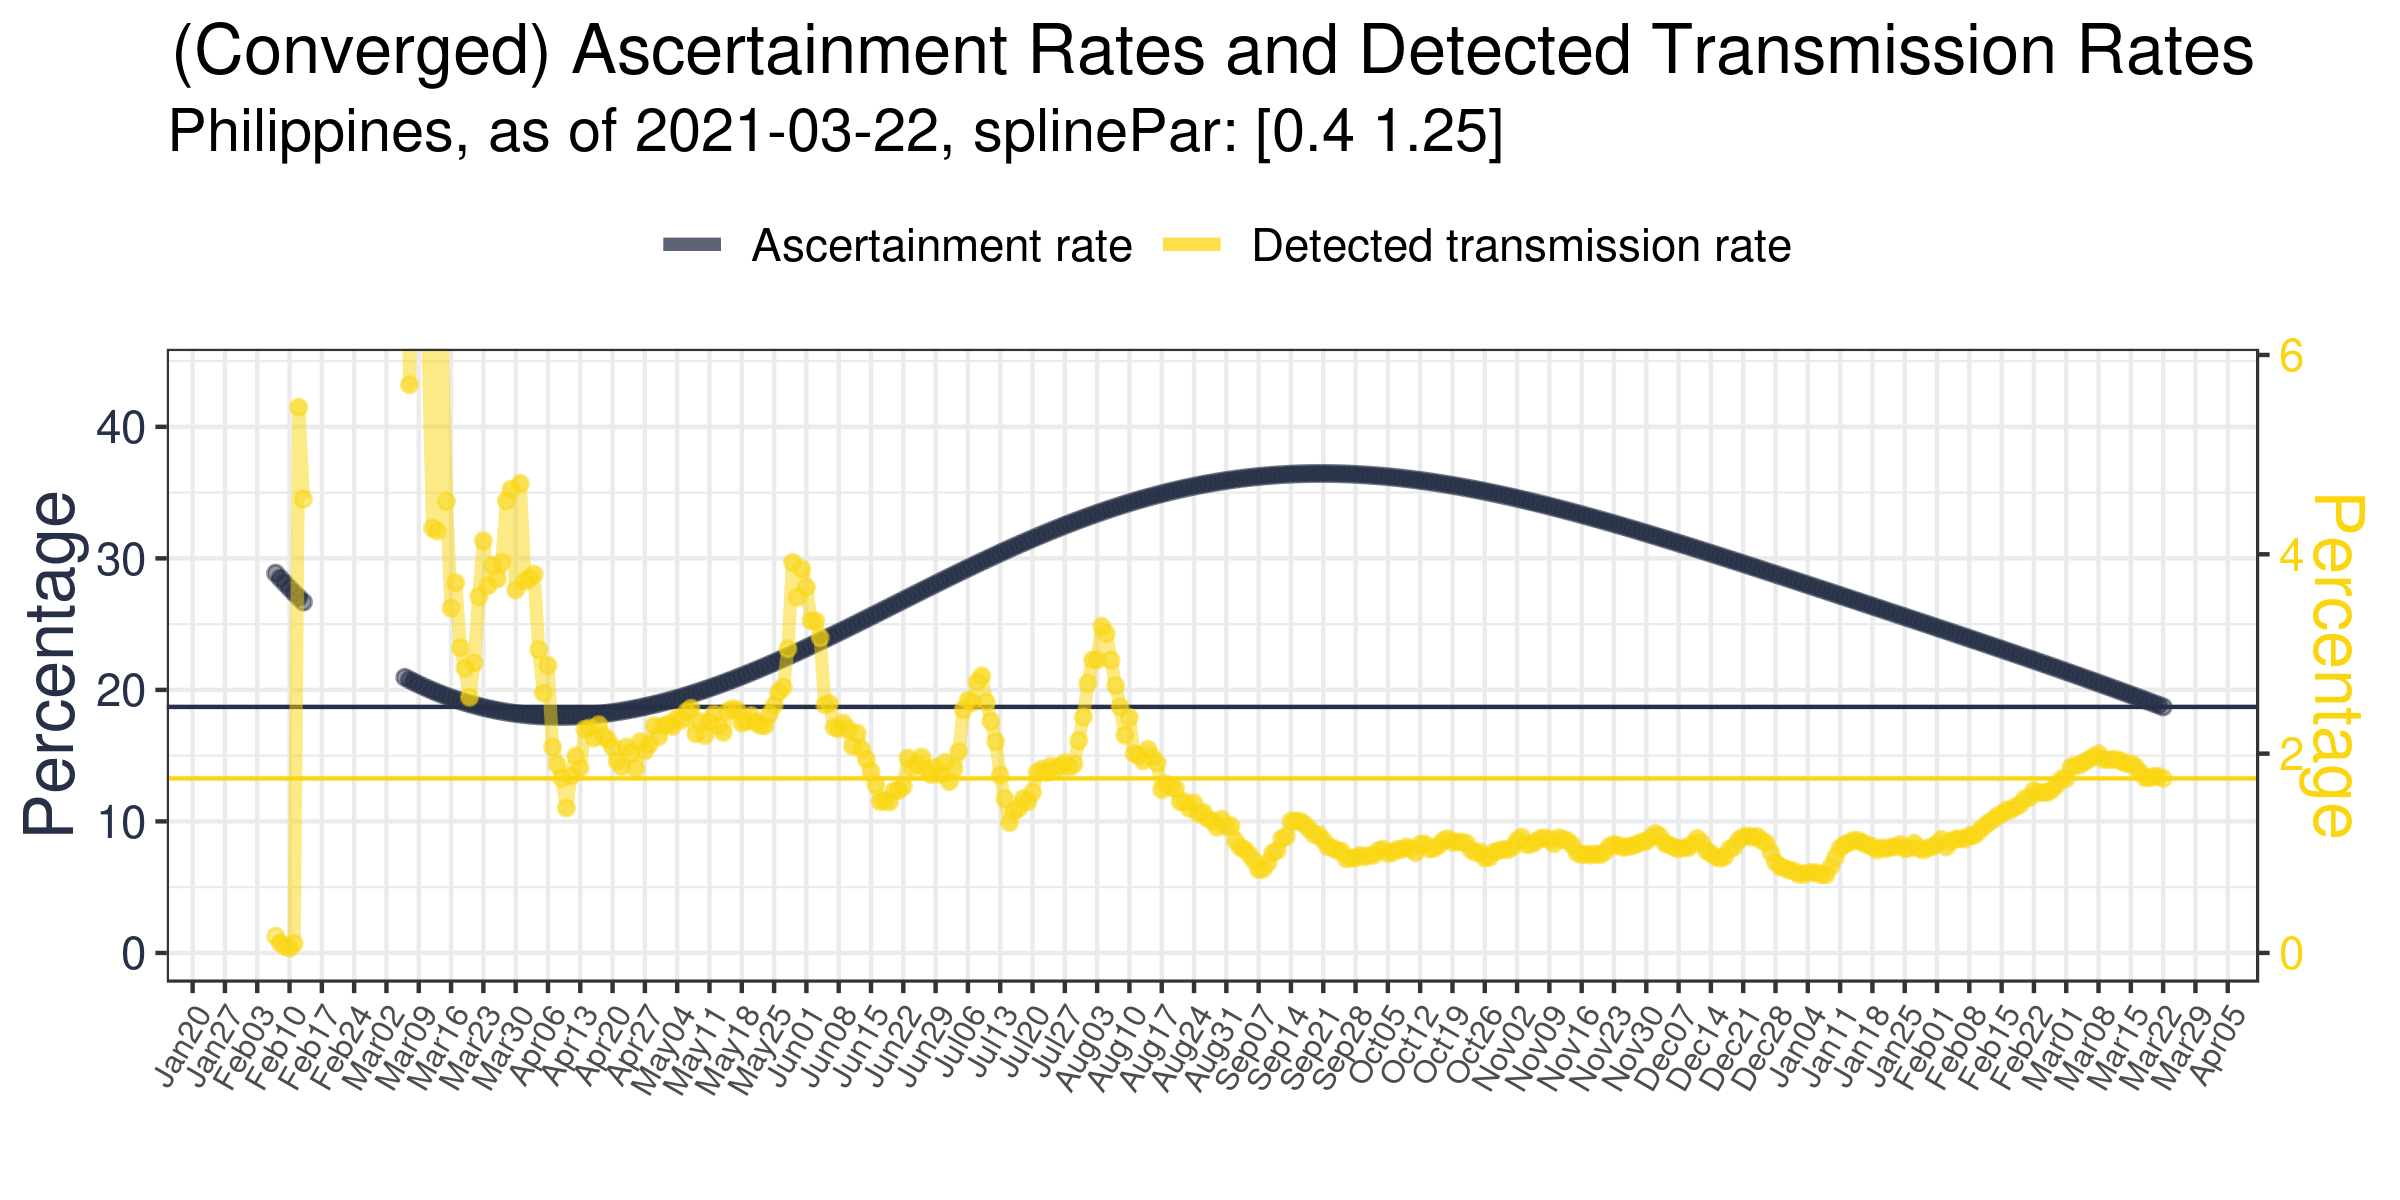 (Converged) Ascertainment Rates and Detected Transmission Rates
Philippines, as of 2021-03-22, splinePar: [0.4 1.25]
Ascertainment rate
Detected transmission rate
Percentage
40
30
20
10
0
6
4
2
0
Percentage
Jan20
Jan27
Feb03
Feb10
Feb17
Feb24
Mar02
Mar09
Mar16
Mar23
Mar30
Apr06
Apr13
Apr20
Apr27
May04
May11
May18
May25
Jun01
Jun08
Jun15
Jun22
Jun29
Jul06
Jul13
Jul20
Jul27
Aug03
Aug10
Aug17
Aug24
Aug31
Sep07
Sep14
Sep21
Sep28
Oct05
Oct12
Oct19
Oct26
Nov02
Nov09
Nov16
Nov23
Nov30
Dec07
Dec14
Dec21
Dec28
Jan04
Jan11
Jan18
Jan25
Feb01
Feb08
Feb15
Feb22
Mar01
Mar08
Mar15
Mar22
Mar29
Apr05